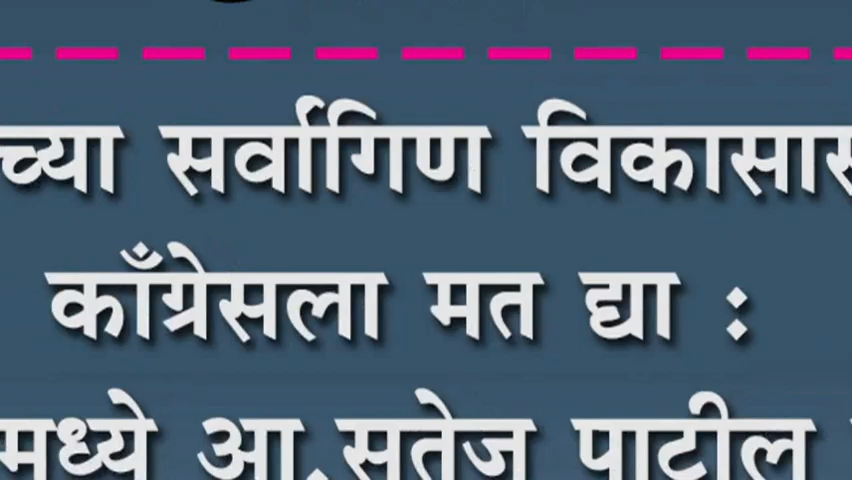 च्या सर्वागिण विकासास
काँग्रेसला मत द्या :
मध्ये आ.सतेज पाटील